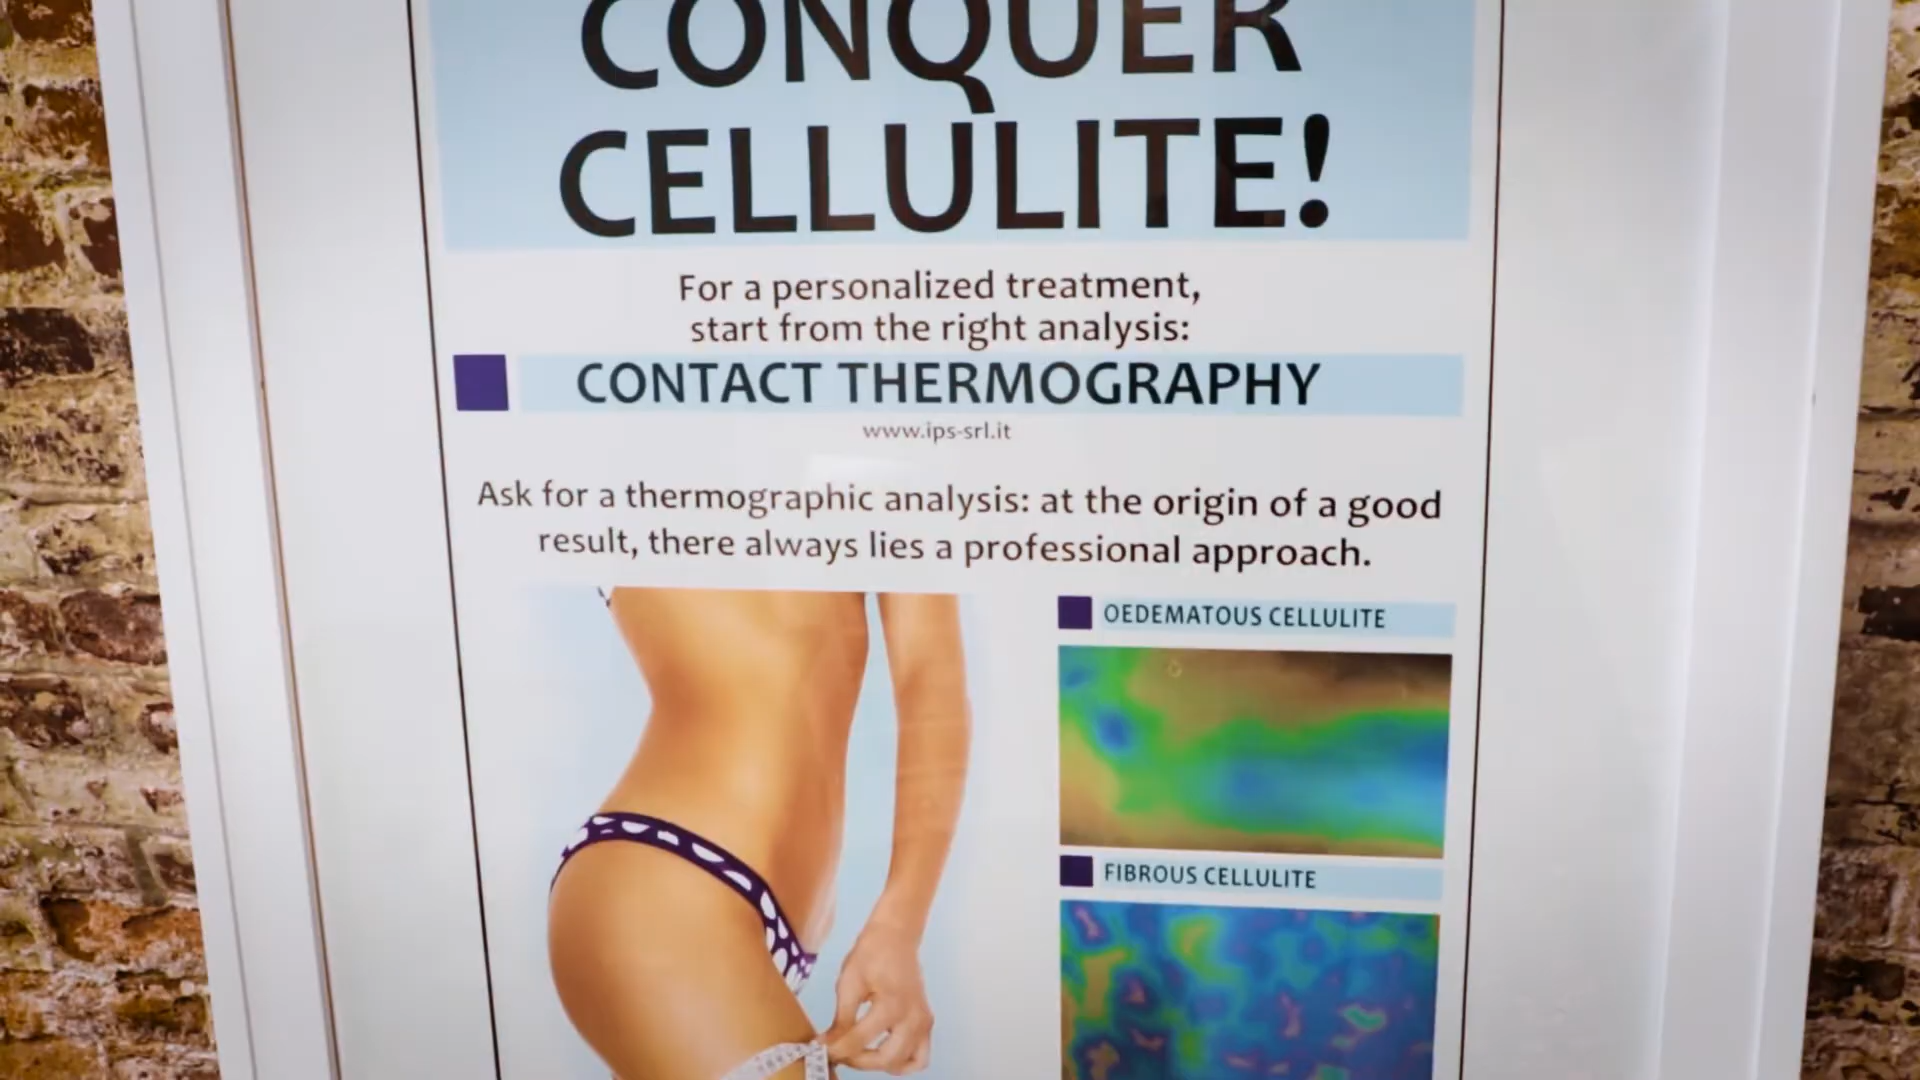 CONQUER
CELLULITE!
For a personalized treatment,
start from the right analysis:
CONTACT THERMOGRAPHY
www.ips-srl.it
Ask for a thermographic analysis: at the origin of a good
result, there always lies a professional approach.
OEDEMATOUS CELLULITE
FIBROUS CELLULITE